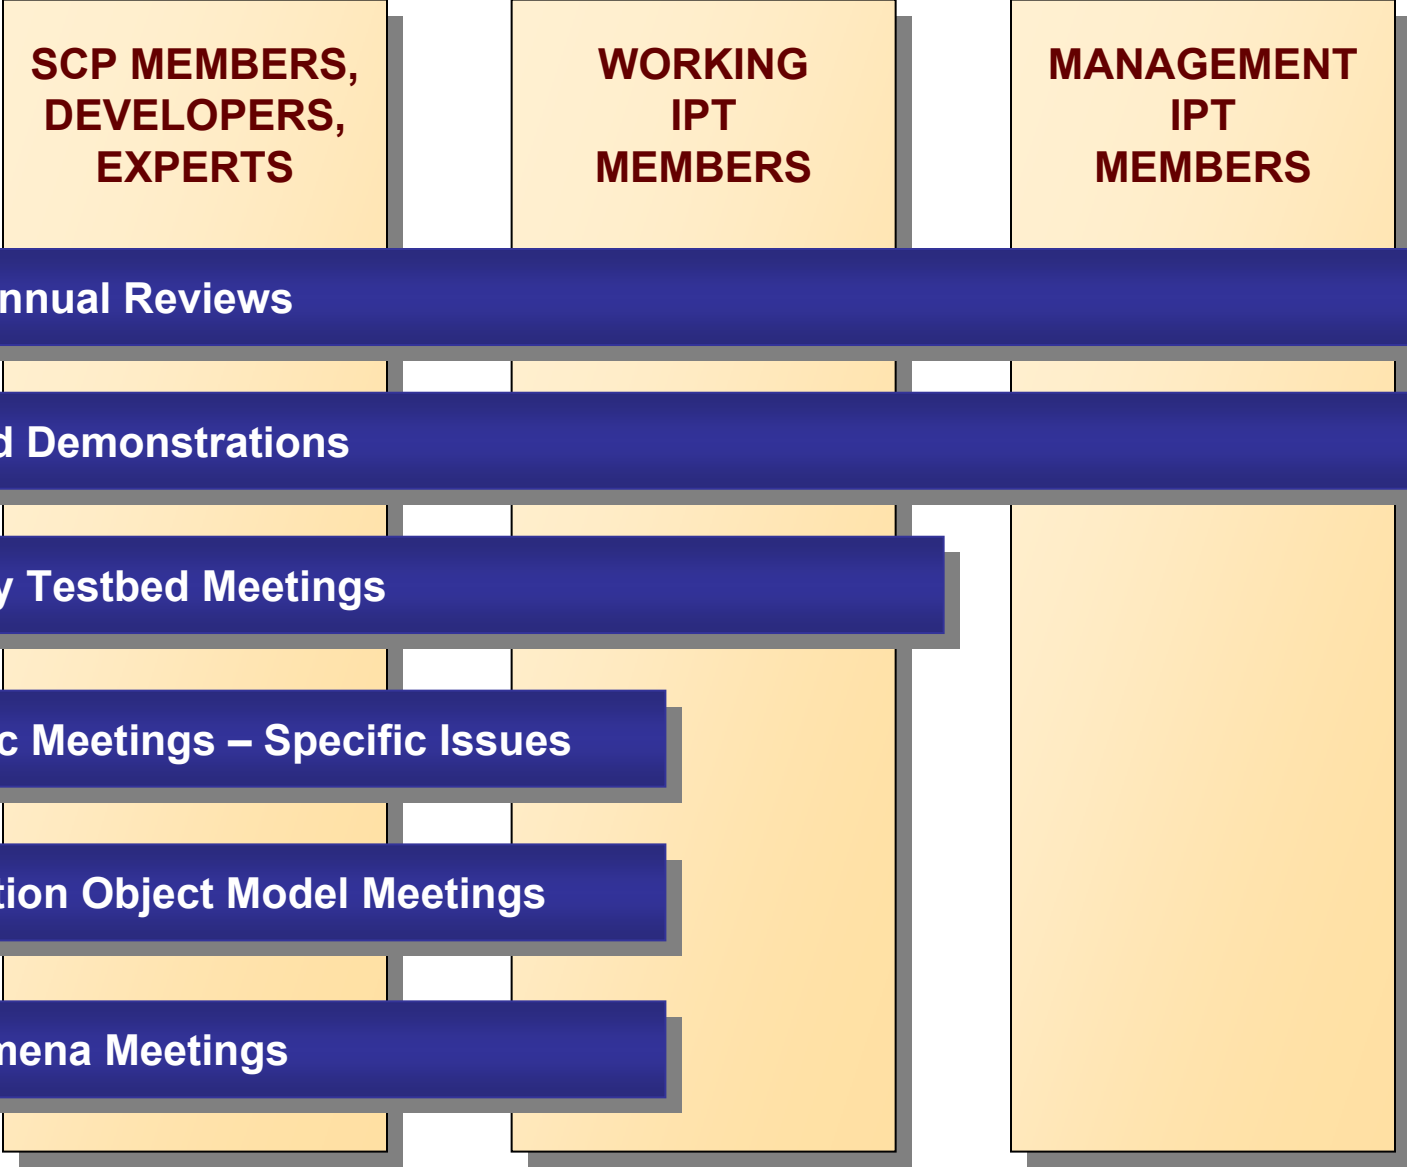 SCP MEMBERS,
DEVELOPERS,
EXPERTS
WORKING
IPT
MEMBERS
MANAGEMENT
IPT
MEMBERS
nnual Reviews
d Demonstrations
y Testbed Meetings
c Meetings – Specific Issues
tion Object Model Meetings
mena Meetings